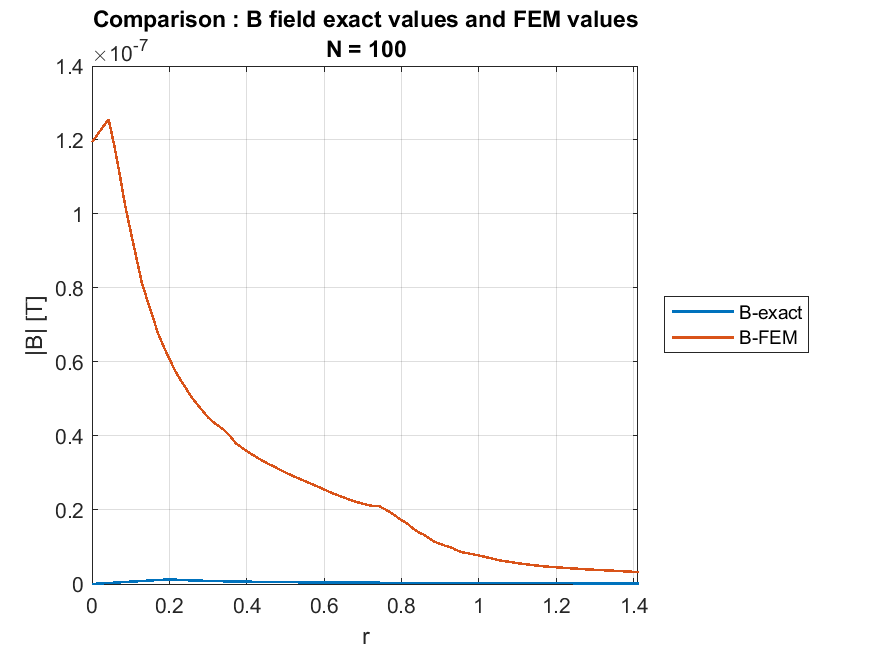 Comparison : B field exact values and FEM values
N = 100
×10-7
1.4
1.2
1
0.8
0.6
0.4
0.2
0
0 0.2 0.4 0.6 0.8 1 1.2 1.4
r
|B| [T]
B-exact
B-FEM